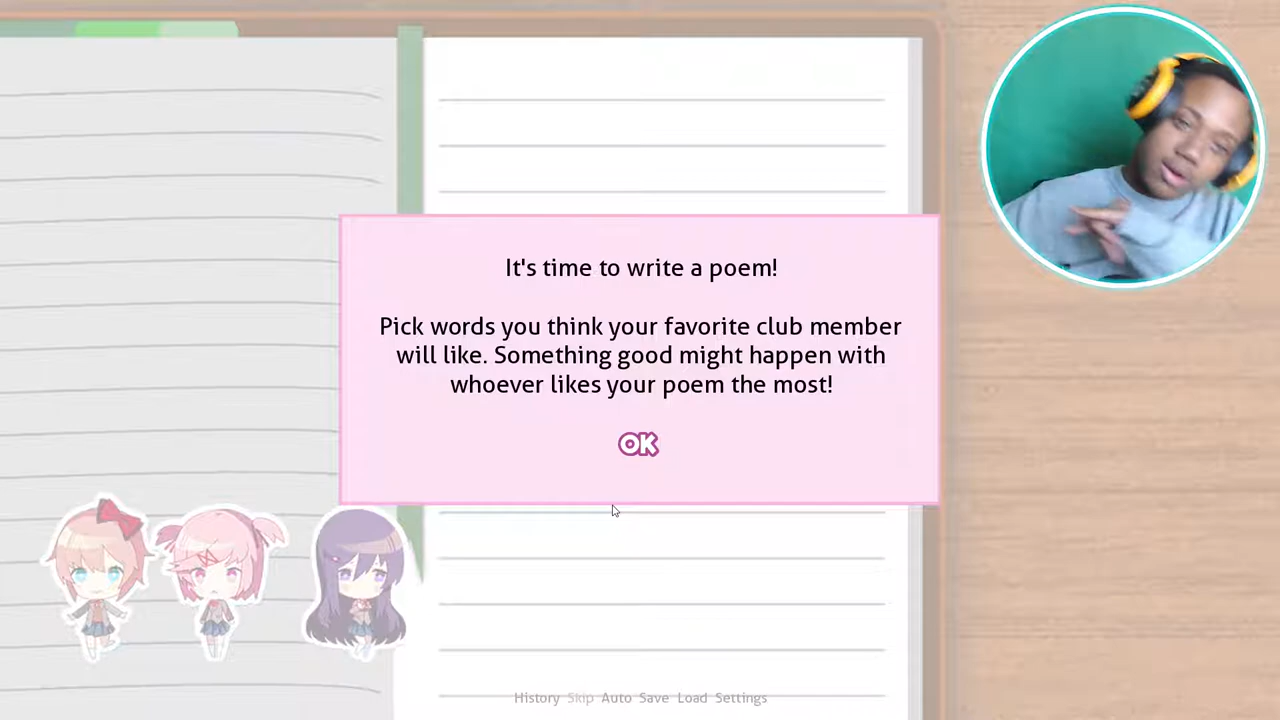 It's time to write a poem!
Pick words you think your favorite club member
will like. Something good might happen with
whoever likes your poem the most!
OK
History Skip Auto Save Load Settings